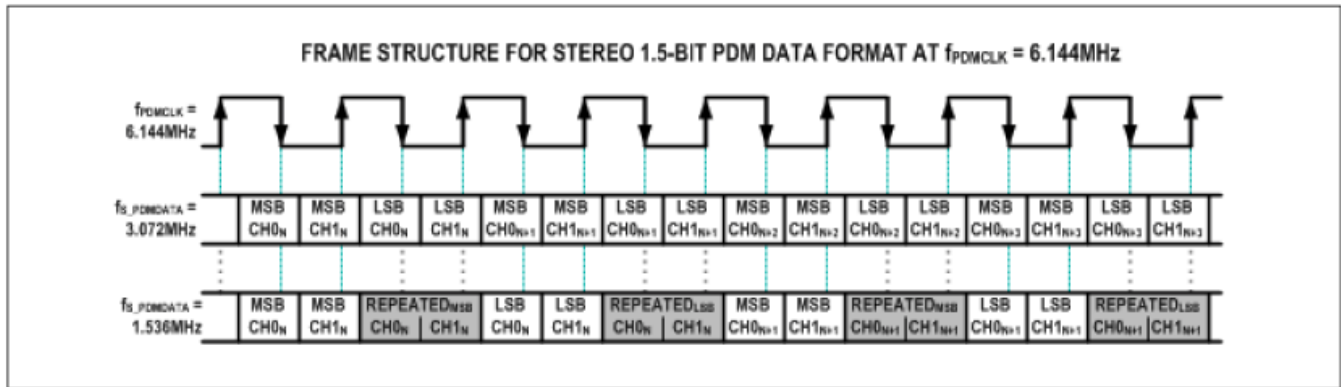 FRAME STRUCTURE FOR STEREO 1.5-BIT PDM DATA FORMAT AT fPDMCLK = 6.144MHz
fPDMCLK =
6.144MHz
fS_PDMDATA =
3.072MHz
MSB MSB LSB LSB MSB MSB LSB LSB MSB MSB LSB LSB MSB MSB LSB LSB
CH0N CH1N CH0N CH1N CH0N+1 CH1N+1 CH0N+1 CH1N+1 CH0N+2 CH1N+2 CH0N+2 CH1N+2 CH0N+3 CH1N+3 CH0N+3 CH1N+3
fS_PDMDATA =
1.536MHz
MSB MSB REPEATEDMSB LSB LSB REPEATEDLSB MSB MSB REPEATEDMSB LSB LSB REPEATEDLSB
CH0N CH1N CH0N CH1N CH0N CH1N CH0N CH1N CH0N+1 CH1N+1 CH0N+1 CH1N+1 CH0N+1 CH1N+1 CH0N+1 CH1N+1